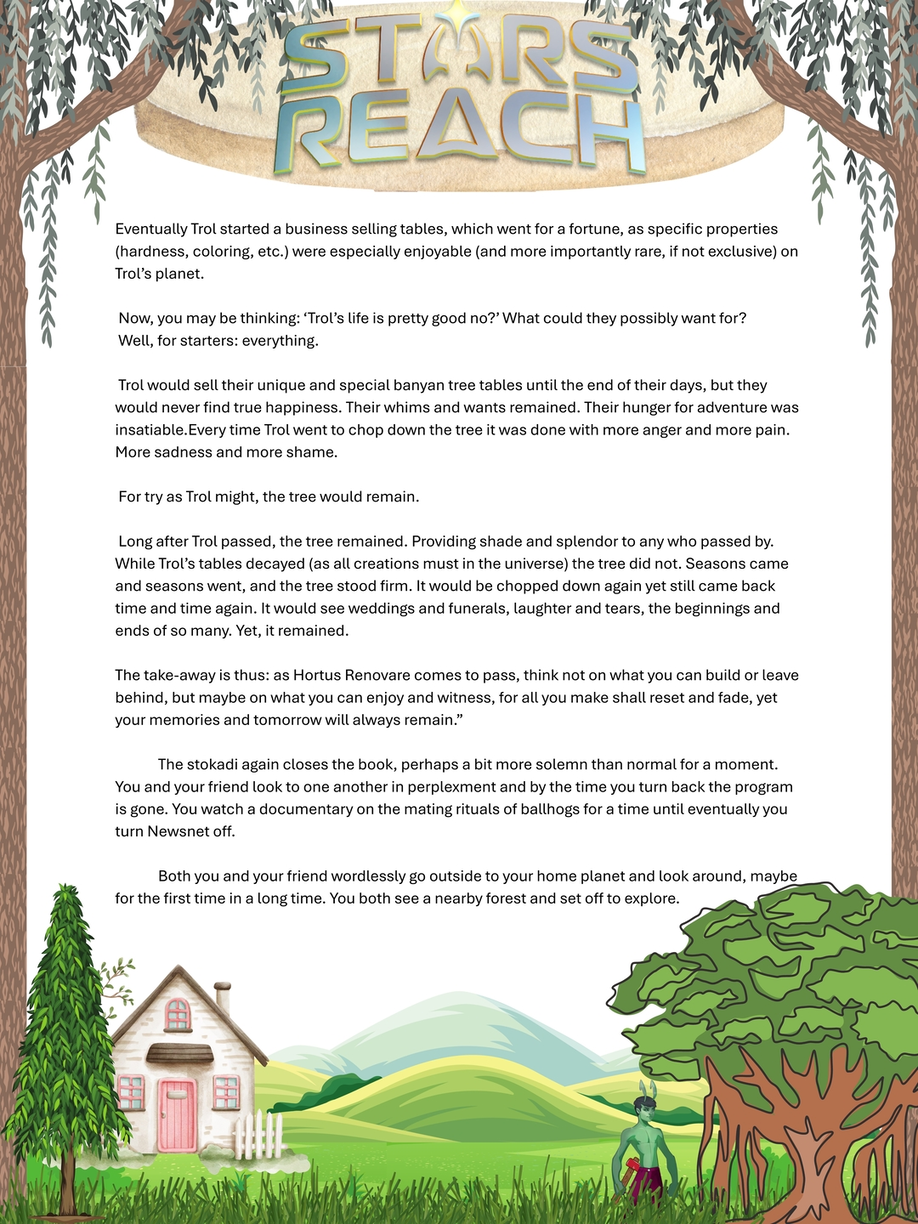 STARS
REACH
Eventually Trol started a business selling tables, which went for a fortune, as specific properties
(hardness, coloring, etc.) were especially enjoyable (and more importantly rare, if not exclusive) on
Trol’s planet.
Now, you may be thinking: ‘Trol’s life is pretty good no?’ What could they possibly want for?
Well, for starters: everything.
Trol would sell their unique and special banyan tree tables until the end of their days, but they
would never find true happiness. Their whims and wants remained. Their hunger for adventure was
insatiable.Every time Trol went to chop down the tree it was done with more anger and more pain.
More sadness and more shame.
For try as Trol might, the tree would remain.
Long after Trol passed, the tree remained. Providing shade and splendor to any who passed by.
While Trol’s tables decayed (as all creations must in the universe) the tree did not. Seasons came
and seasons went, and the tree stood firm. It would be chopped down again yet still came back
time and time again. It would see weddings and funerals, laughter and tears, the beginnings and
ends of so many. Yet, it remained.
The take-away is thus: as Hortus Renovare comes to pass, think not on what you can build or leave
behind, but maybe on what you can enjoy and witness, for all you make shall reset and fade, yet
your memories and tomorrow will always remain.”
The stokadi again closes the book, perhaps a bit more solemn than normal for a moment.
You and your friend look to one another in perplexment and by the time you turn back the program
is gone. You watch a documentary on the mating rituals of ballhogs for a time until eventually you
turn Newsnet off.
Both you and your friend wordlessly go outside to your home planet and look around, maybe
for the first time in a long time. You both see a nearby forest and set off to explore.